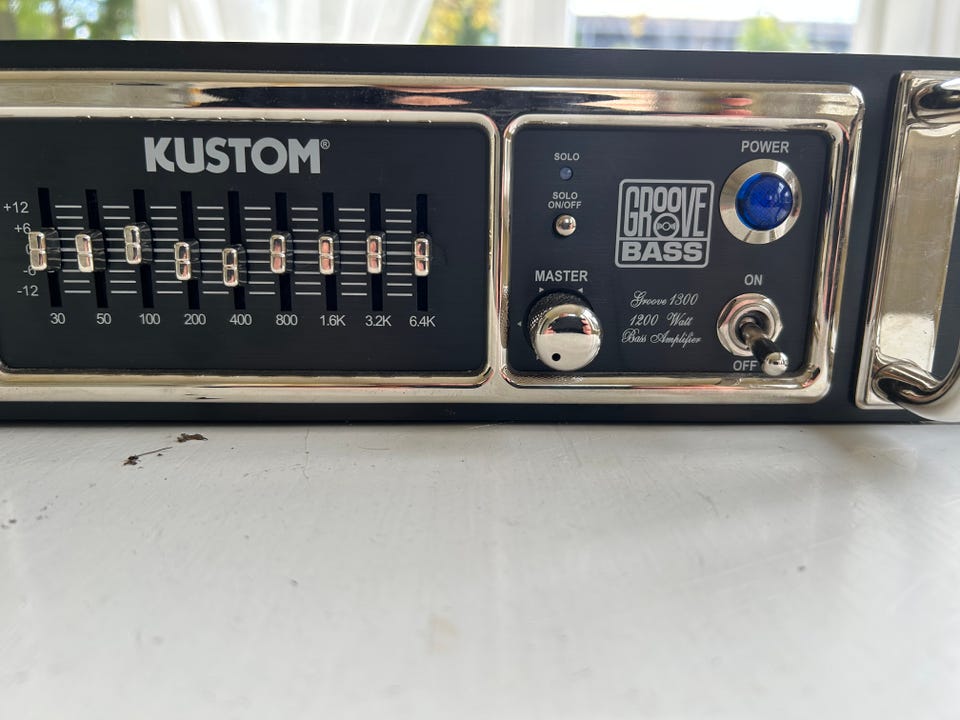 KUSTOM®
+12
+6
-6
-12
30 50 100 200 400 800 1.6K 3.2K 6.4K
SOLO
SOLO
ON/OFF
MASTER
GROOVE
BASS
Groove 1300
1200 Watt
Bass Amplifier
POWER
ON
OFF